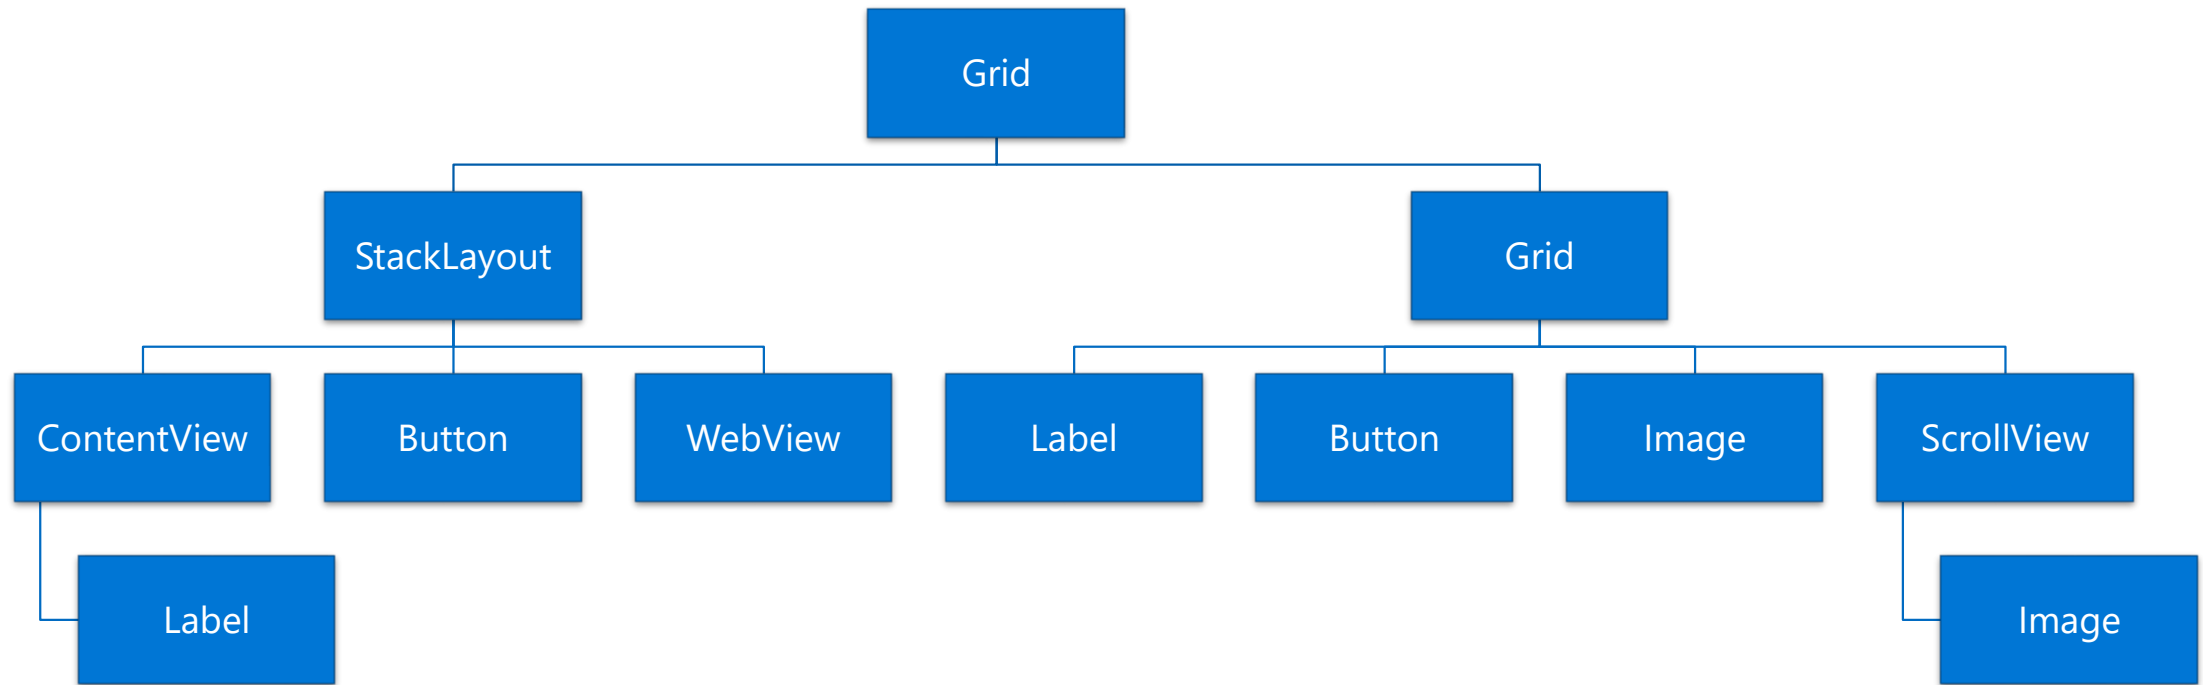 Grid
StackLayout
Grid
ContentView
Button
WebView
Label
Button
Image
ScrollView
Label
Image